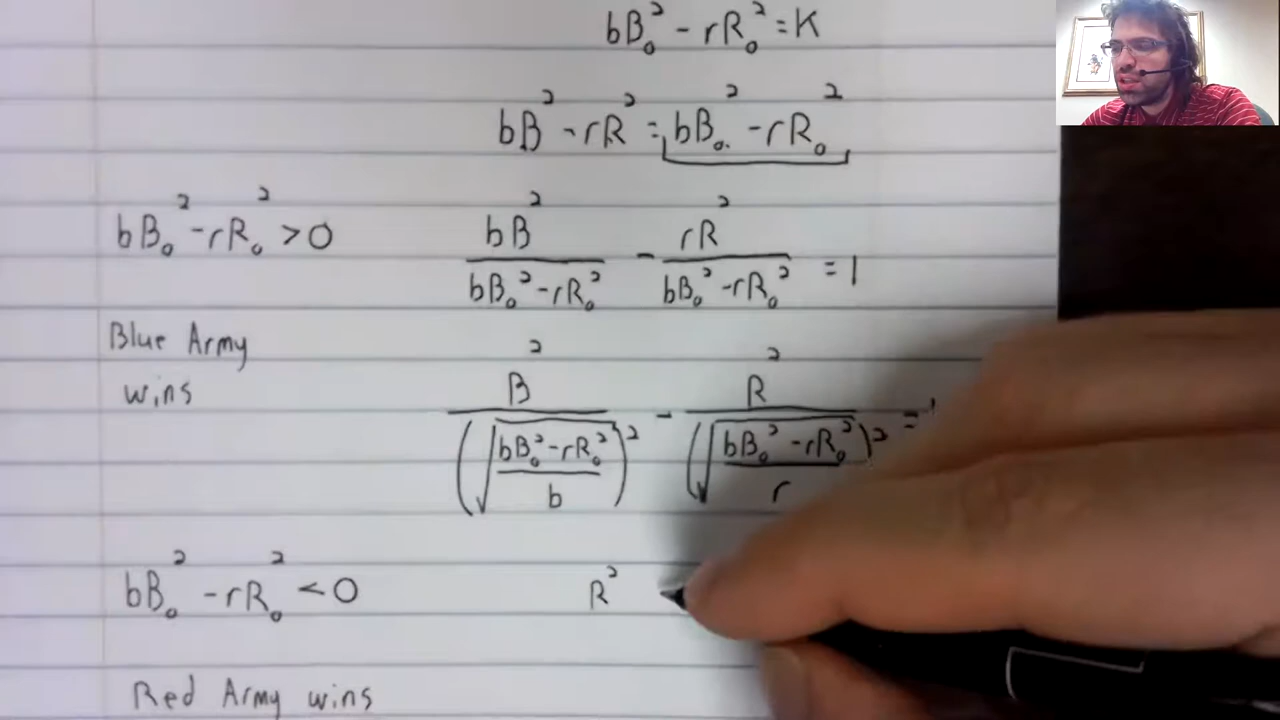 bB₀² - rR₀² = K
bB² - rR² = bB₀² - rR₀²
bB₀² - rR₀² > 0
bB²/(bB₀² - rR₀²) - rR²/(bB₀² - rR₀²) = 1
Blue Army
wins
B²/(√((bB₀² - rR₀²)/b))² - R²/(√((bB₀² - rR₀²)/r))² = 1
bB₀² - rR₀² < 0
R²
Red Army wins